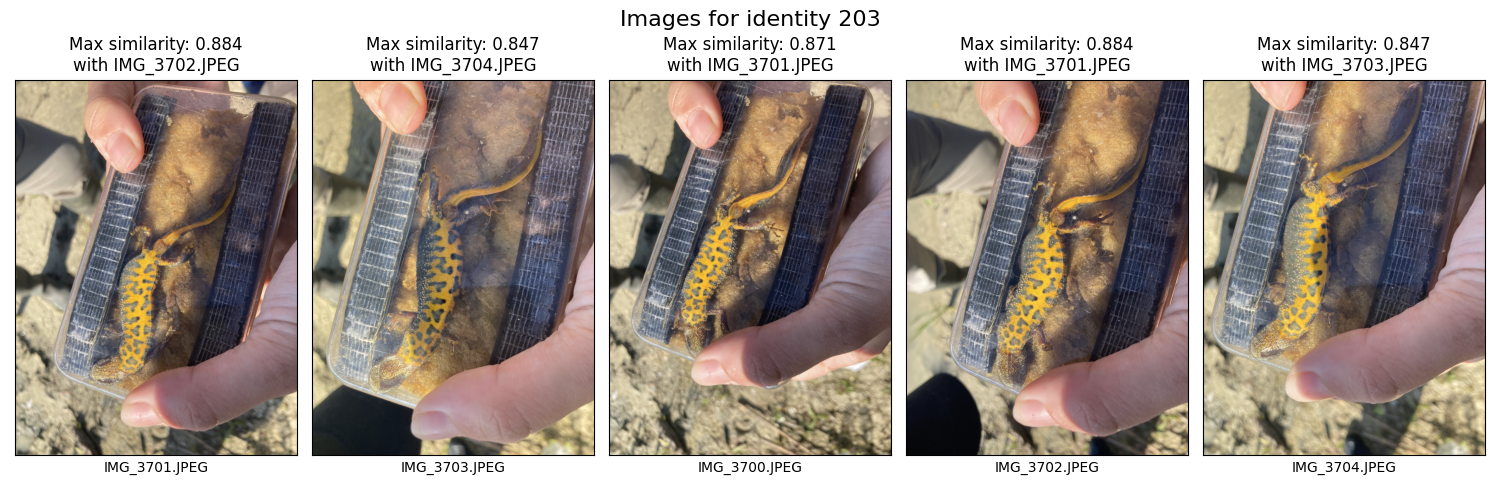 Images for identity 203
Max similarity: 0.884
with IMG_3702.JPEG
Max similarity: 0.847
with IMG_3704.JPEG
Max similarity: 0.871
with IMG_3701.JPEG
Max similarity: 0.884
with IMG_3701.JPEG
Max similarity: 0.847
with IMG_3703.JPEG
IMG_3701.JPEG
IMG_3703.JPEG
IMG_3700.JPEG
IMG_3702.JPEG
IMG_3704.JPEG